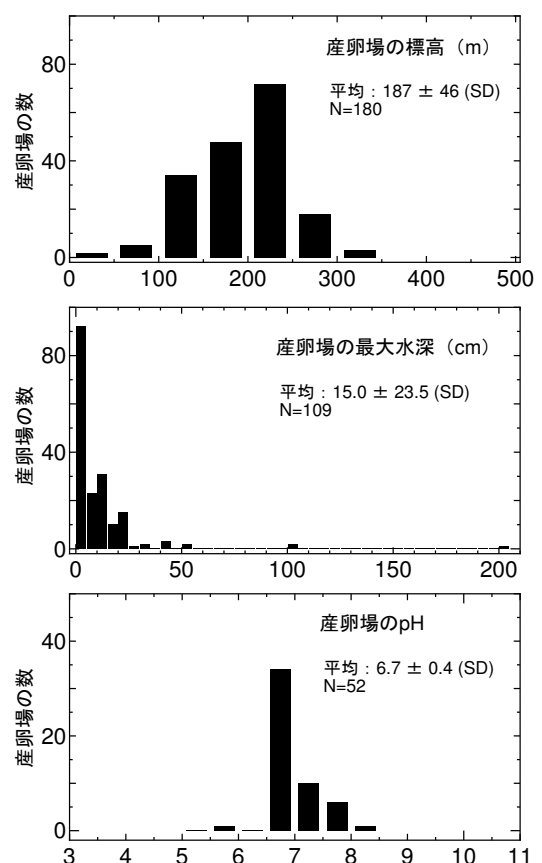 産卵場の標高（m）
平均：187 ± 46 (SD)
N=180
産卵場の数
80
40
0
0 100 200 300 400 500
産卵場の最大水深（cm）
平均：15.0 ± 23.5 (SD)
N=109
産卵場の数
80
40
0
0 50 100 150 200
産卵場のpH
平均：6.7 ± 0.4 (SD)
N=52
産卵場の数
40
20
0
3 4 5 6 7 8 9 10 11